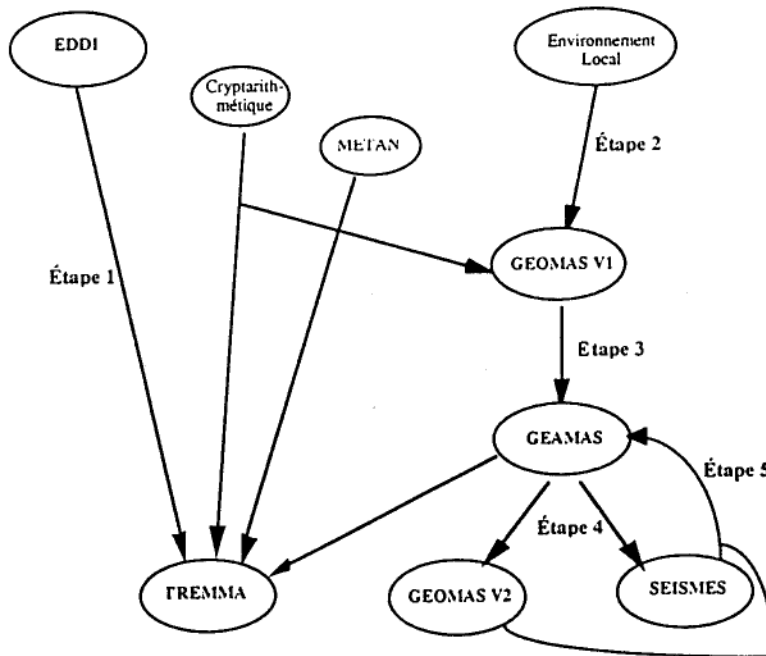 EDDI
Environnement
Local
Cryptarith-
métique
METAN
Étape 2
GEOMAS V1
Étape 1
Etape 3
GEAMAS
Étape 5
Étape 4
FREMMA
GEOMAS V2
SEISMES